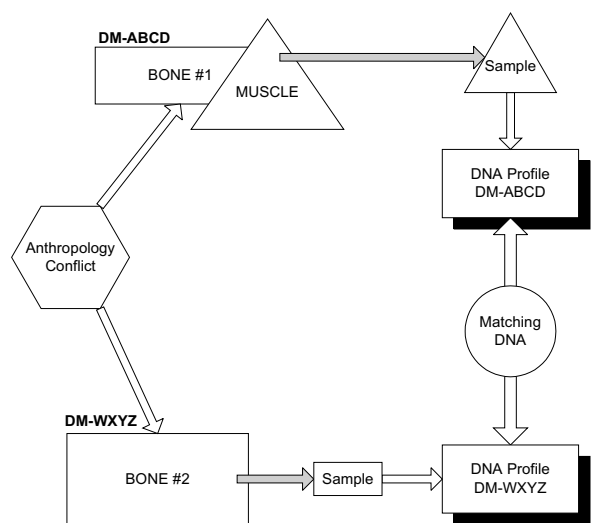 DM-ABCD
BONE #1
MUSCLE
Sample
DNA Profile
DM-ABCD
Anthropology
Conflict
Matching
DNA
DM-WXYZ
BONE #2
Sample
DNA Profile
DM-WXYZ